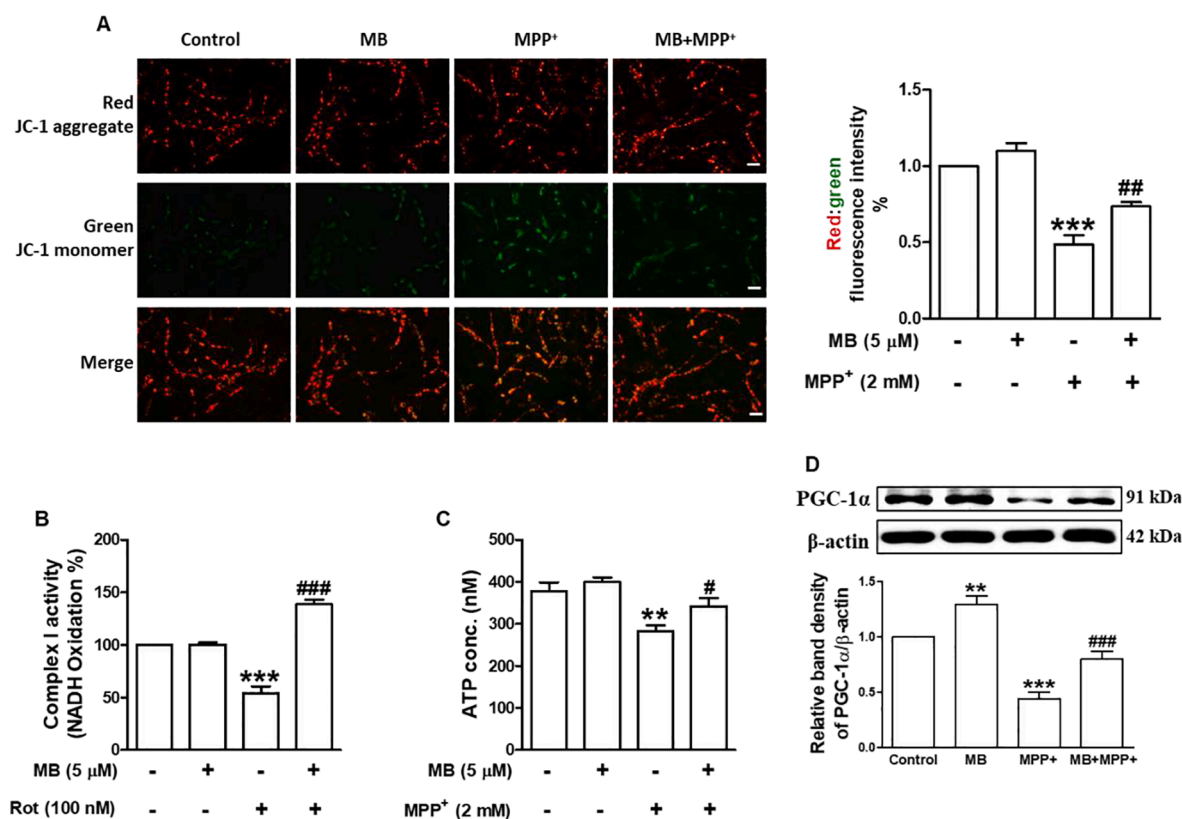 A
Control MB MPP⁺ MB+MPP⁺
Red
JC-1 aggregate
Green
JC-1 monomer
Merge
Red:green
fluorescence intensity
%
1.5
1.0
0.5
0.0
***
##
MB (5 μM) - + - +
MPP⁺ (2 mM) - - + +
B
Complex I activity
(NADH Oxidation %)
200
150
100
50
0
***
###
MB (5 μM) - + - +
Rot (100 nM) - - + +
C
ATP conc. (nM)
500
400
300
200
100
0
**
#
MB (5 μM) - + - +
MPP⁺ (2 mM) - - + +
D
PGC-1α 91 kDa
β-actin 42 kDa
Relative band density
of PGC-1α/β-actin
1.5
1.0
0.5
0.0
**
***
###
Control MB MPP+ MB+MPP+